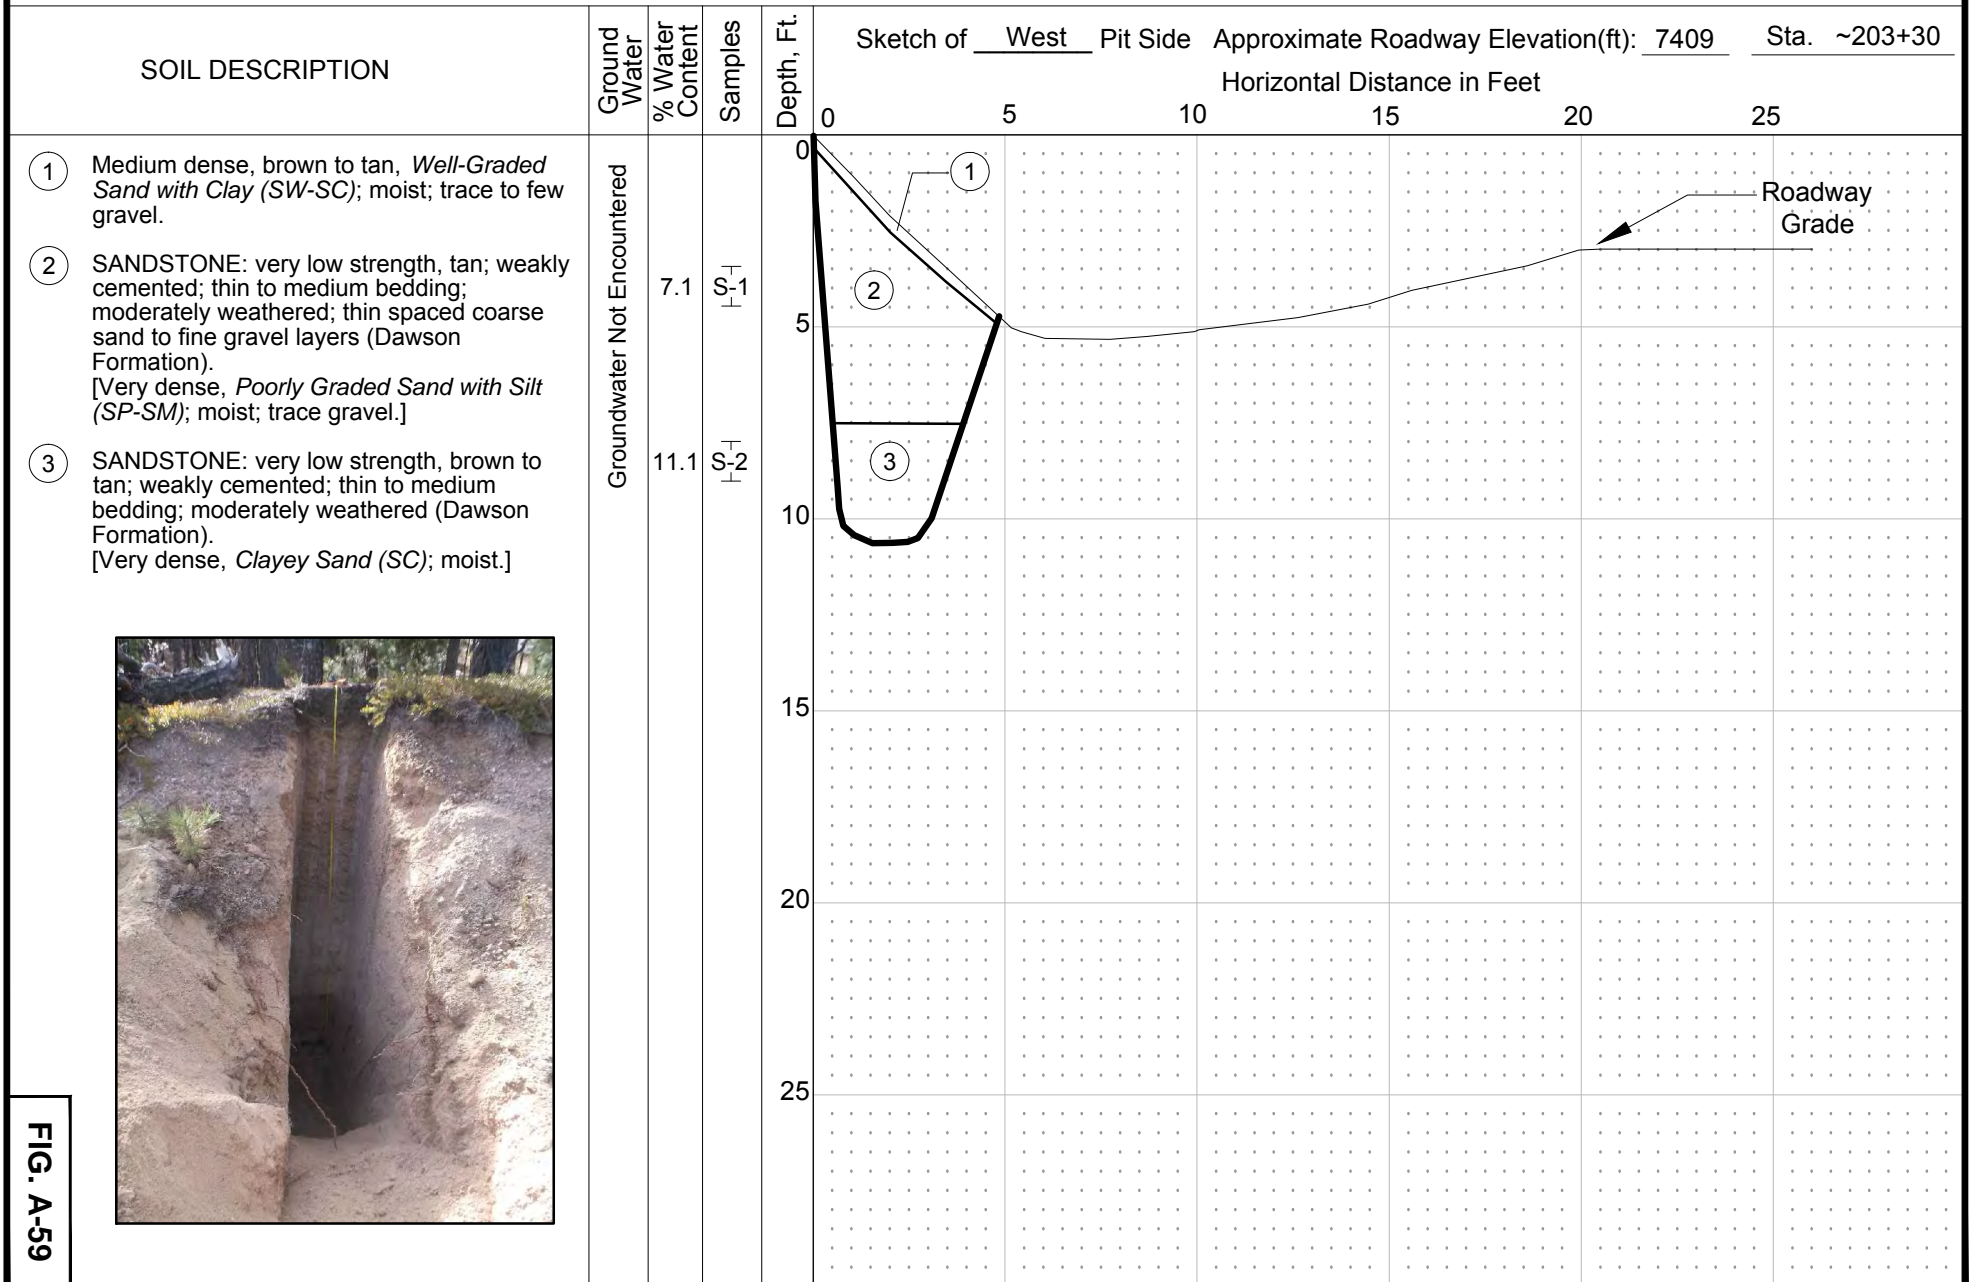 SOIL DESCRIPTION
Ground
Water
% Water
Content
Samples
Depth, Ft.
Sketch of West Pit Side Approximate Roadway Elevation(ft): 7409 Sta. ~203+30
Horizontal Distance in Feet
0 5 10 15 20 25
1 Medium dense, brown to tan, Well-Graded
Sand with Clay (SW-SC); moist; trace to few
gravel.
2 SANDSTONE: very low strength, tan; weakly
cemented; thin to medium bedding;
moderately weathered; thin spaced coarse
sand to fine gravel layers (Dawson
Formation).
[Very dense, Poorly Graded Sand with Silt
(SP-SM); moist; trace gravel.]
3 SANDSTONE: very low strength, brown to
tan; weakly cemented; thin to medium
bedding; moderately weathered (Dawson
Formation).
[Very dense, Clayey Sand (SC); moist.]
Groundwater Not Encountered
7.1 S-1
11.1 S-2
0
5
10
15
20
25
1
2
3
Roadway
Grade
FIG. A-59